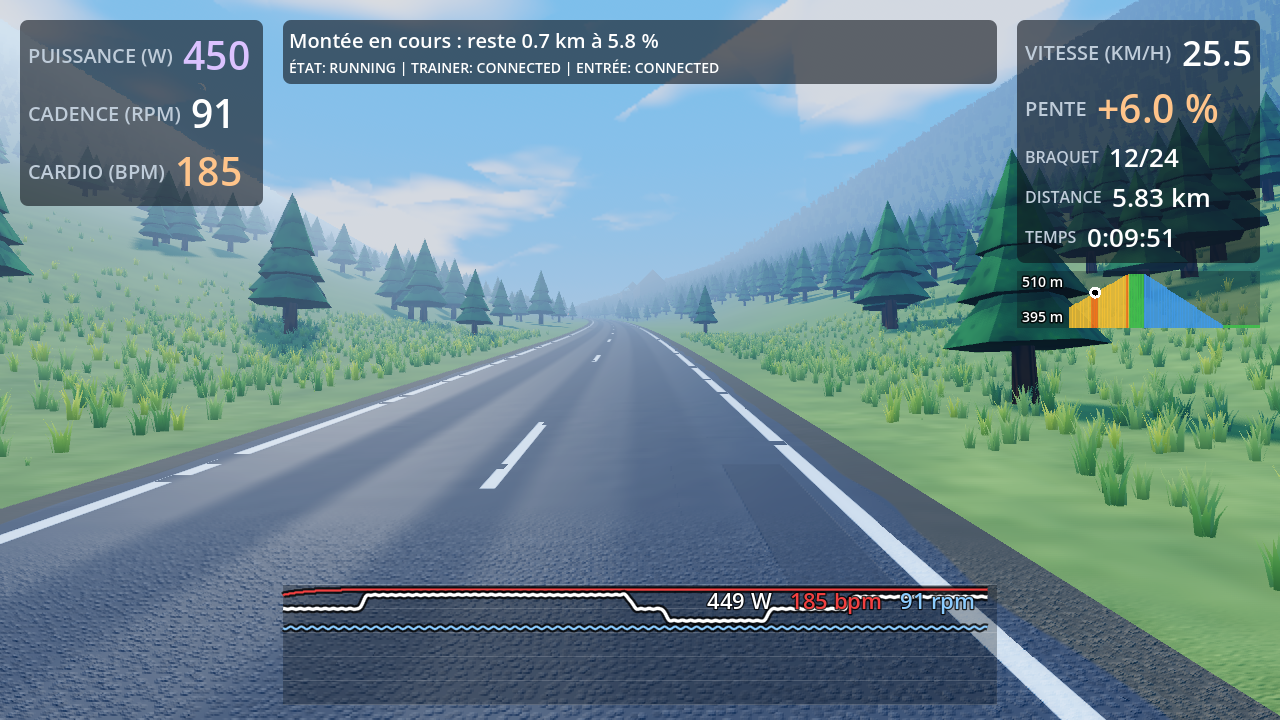 PUISSANCE (W) 450
CADENCE (RPM) 91
CARDIO (BPM) 185
Montée en cours : reste 0.7 km à 5.8 %
ÉTAT: RUNNING | TRAINER: CONNECTED | ENTRÉE: CONNECTED
VITESSE (KM/H) 25.5
PENTE +6.0 %
BRAQUET 12/24
DISTANCE 5.83 km
TEMPS 0:09:51
510 m
395 m
449 W 185 bpm 91 rpm